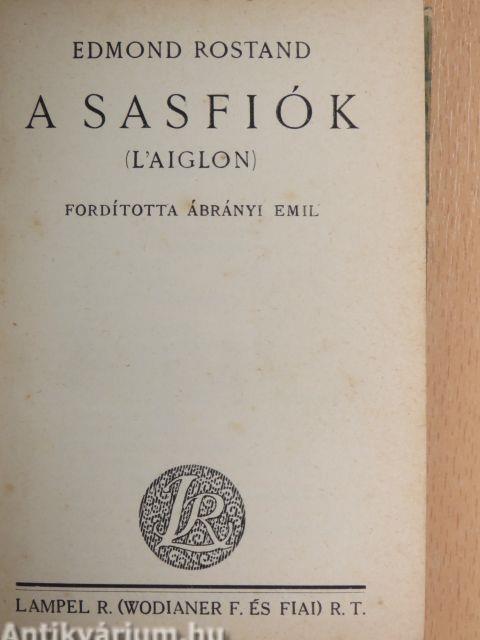 EDMOND ROSTAND
A SASFIÓK
(L'AIGLON)
FORDÍTOTTA ÁBRÁNYI EMIL
LR
LAMPEL R. (WODIANER F. ÉS FIAI) R. T.
Antikvárium.hu